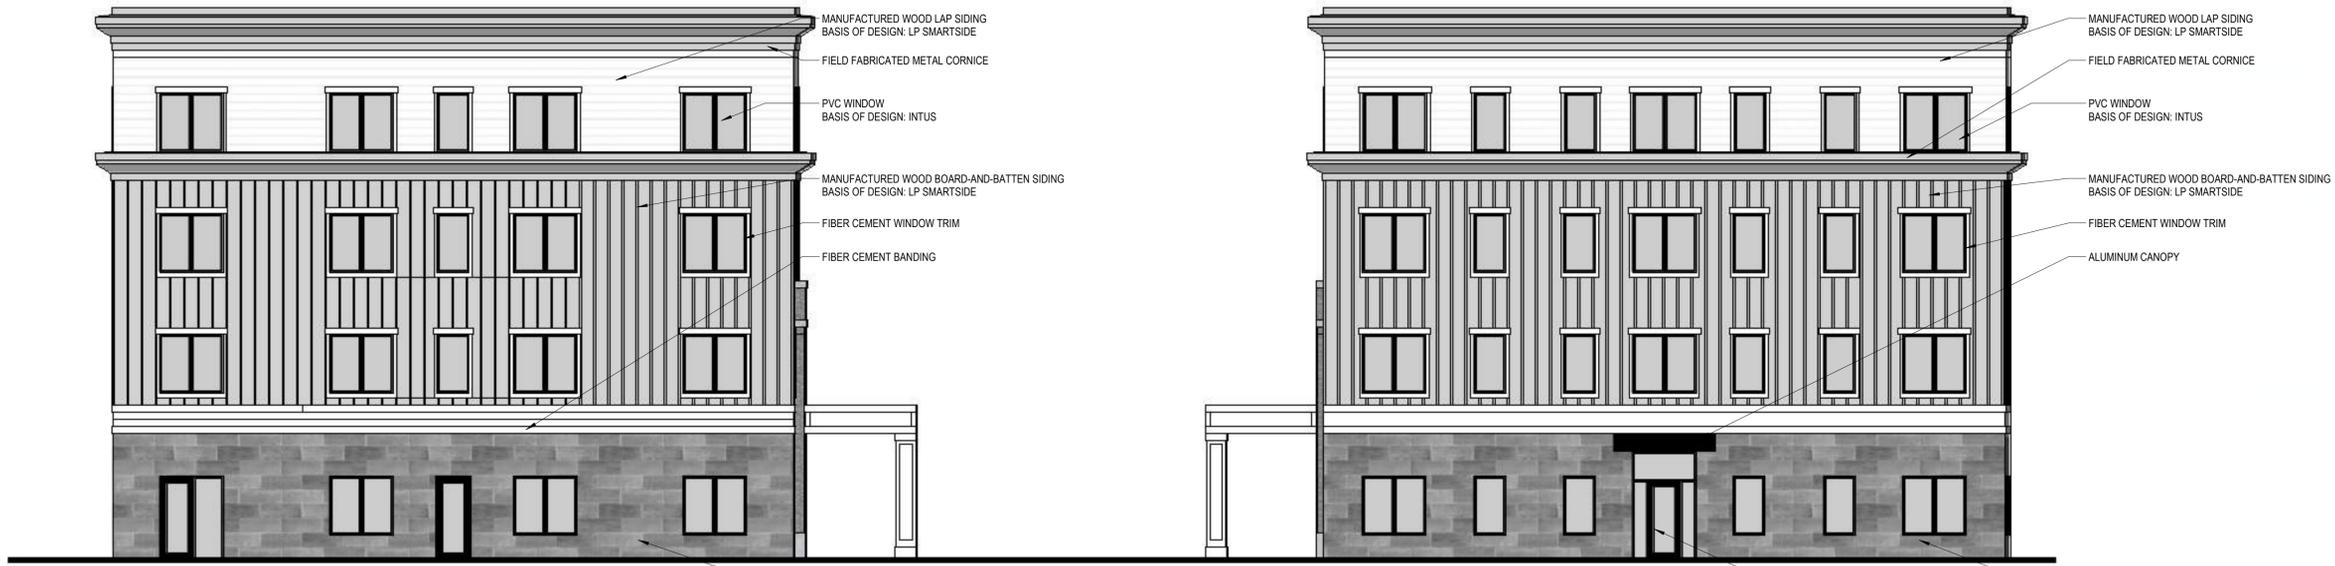 MANUFACTURED WOOD LAP SIDING
BASIS OF DESIGN: LP SMARTSIDE
FIELD FABRICATED METAL CORNICE
PVC WINDOW
BASIS OF DESIGN: INTUS
MANUFACTURED WOOD BOARD-AND-BATTEN SIDING
BASIS OF DESIGN: LP SMARTSIDE
FIBER CEMENT WINDOW TRIM
FIBER CEMENT BANDING
MANUFACTURED WOOD LAP SIDING
BASIS OF DESIGN: LP SMARTSIDE
FIELD FABRICATED METAL CORNICE
PVC WINDOW
BASIS OF DESIGN: INTUS
MANUFACTURED WOOD BOARD-AND-BATTEN SIDING
BASIS OF DESIGN: LP SMARTSIDE
FIBER CEMENT WINDOW TRIM
ALUMINUM CANOPY